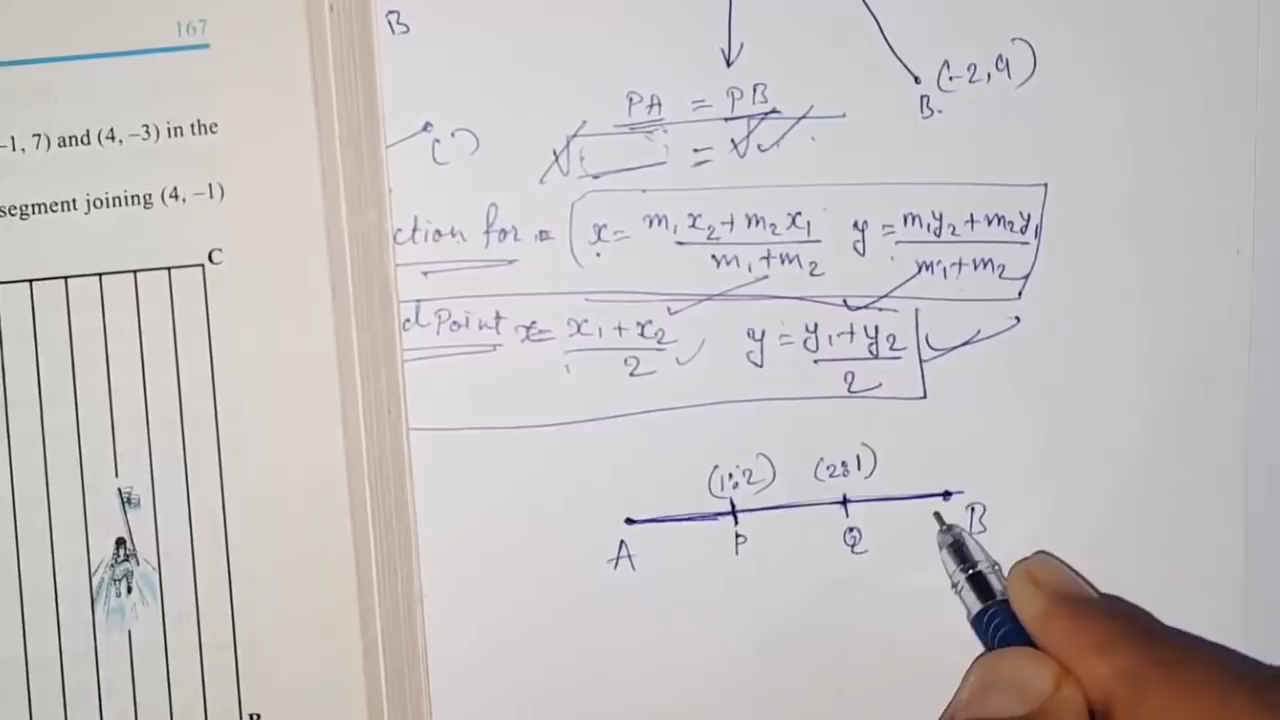 167
–1, 7) and (4, –3) in the
segment joining (4, –1)
C
B
B
(-2, 9)
B.
PA = PB
( )
√ = √
ction for = x = m₁x₂ + m₂x₁ / m₁ + m₂ y = m₁y₂ + m₂y₁ / m₁ + m₂
d Point x = x₁ + x₂ / 2 y = y₁ + y₂ / 2
(1:2) (2:1)
A P Q B